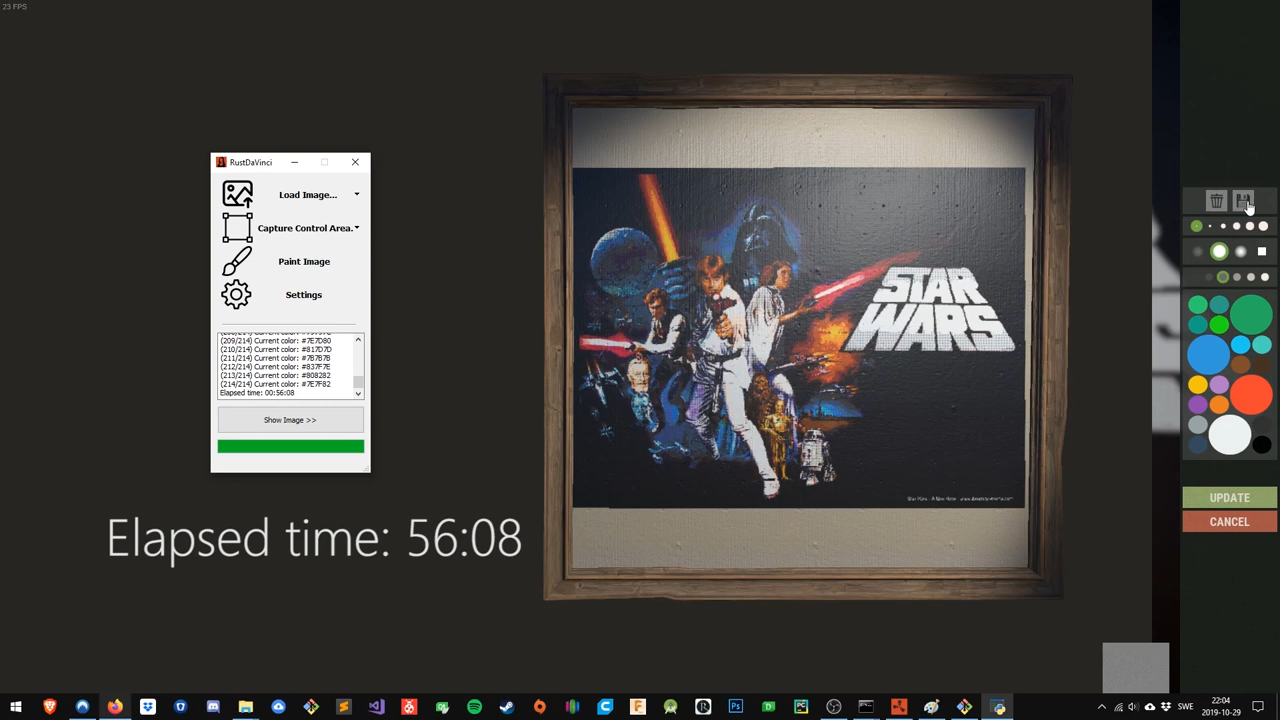 23 FPS
RustDaVinci
Load Image...
Capture Control Area.
Paint Image
Settings
(209/214) Current color: #7E7D80
(210/214) Current color: #817D7D
(211/214) Current color: #7B7B7B
(212/214) Current color: #837F7E
(213/214) Current color: #808282
(214/214) Current color: #7E7F82
Elapsed time: 00:56:08
Show Image >>
Elapsed time: 56:08
STAR
WARS
UPDATE
CANCEL
SWE
22:04
2019-10-29